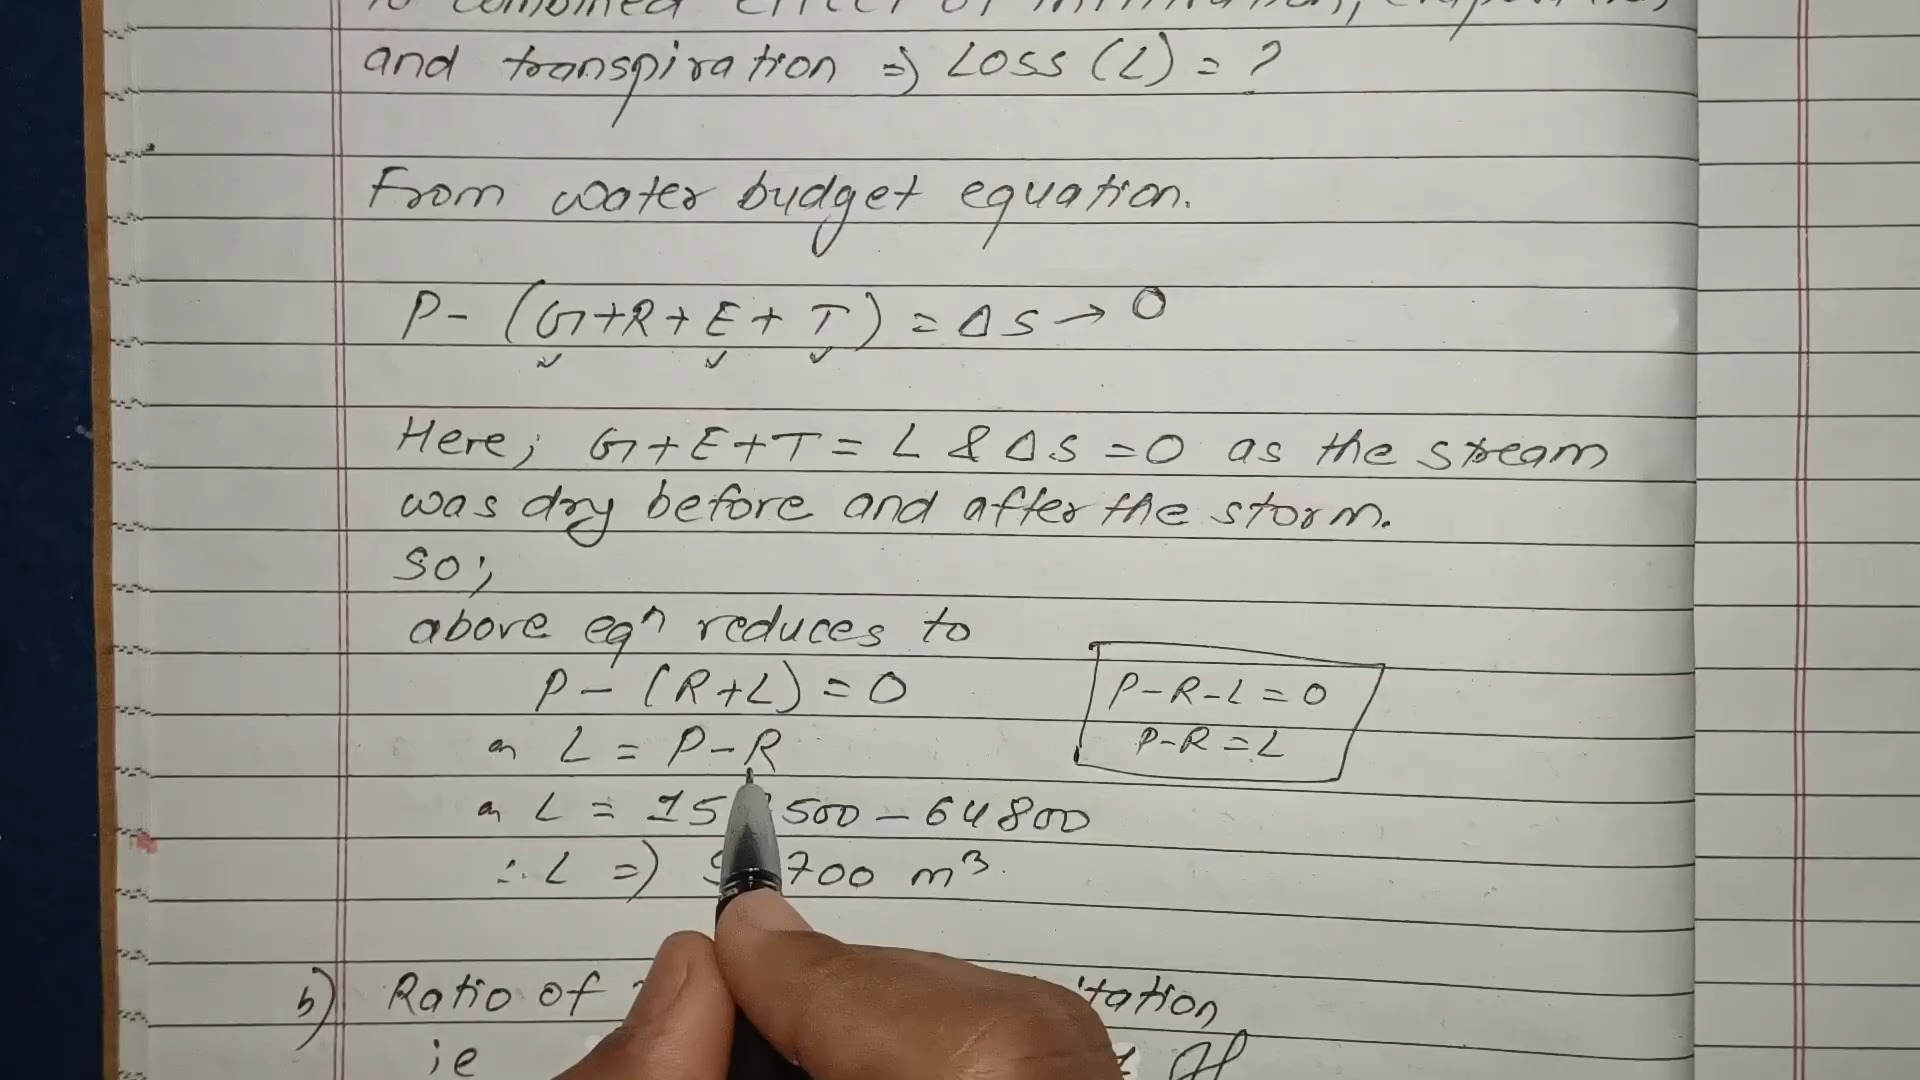 and transpiration ⇒ Loss (L) = ?
From water budget equation.
P - (G+R+E+T) = ΔS → 0
Here; G+E+T = L & ΔS = 0 as the stream
was dry before and after the storm.
so;
above eqⁿ reduces to
P - (R+L) = 0
or L = P-R
P-R-L = 0
P-R = L
or L = 500 - 64800
∴ L ⇒ 700 m³.
b) Ratio of
ie of